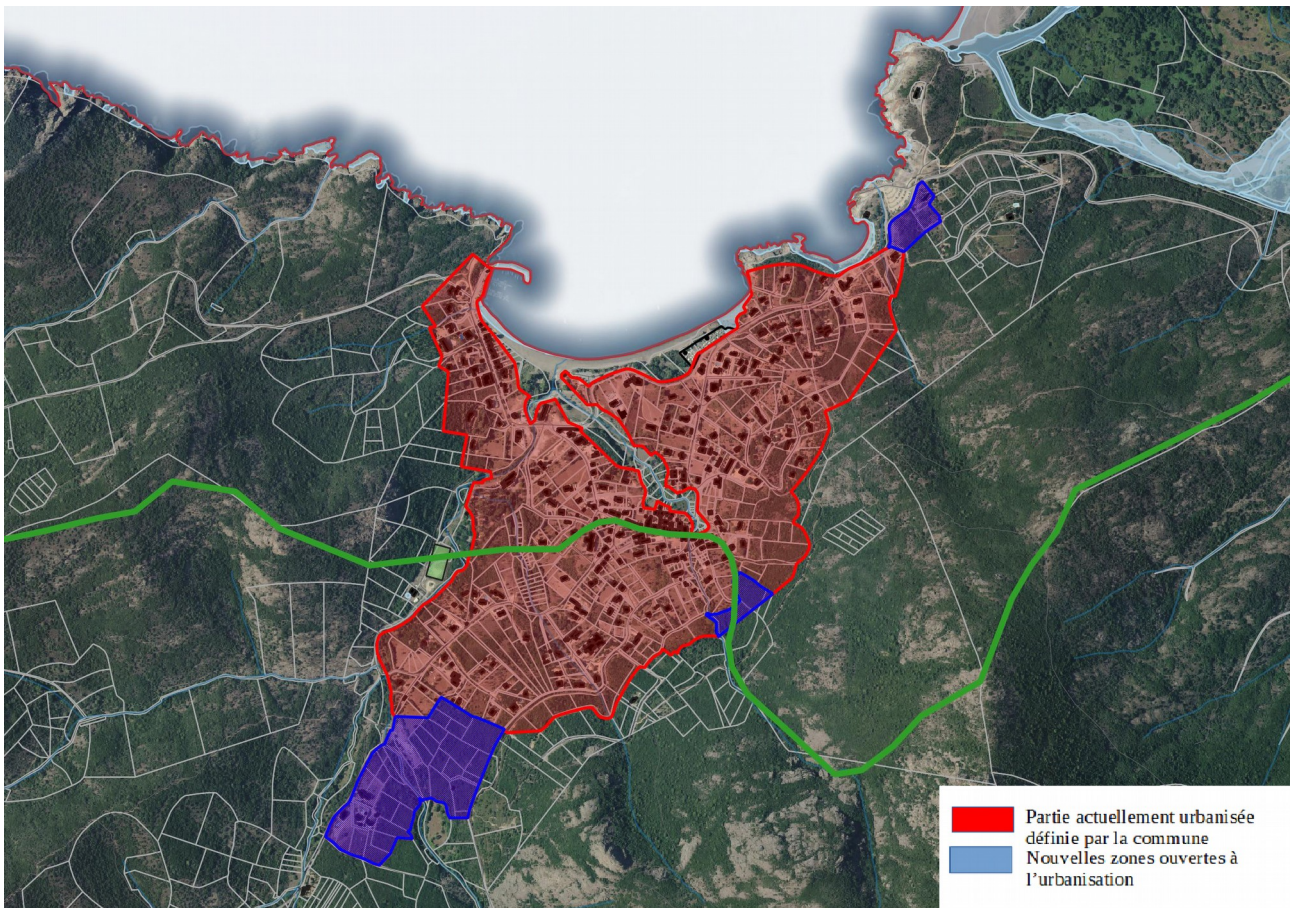 Partie actuellement urbanisée
définie par la commune
Nouvelles zones ouvertes à
l’urbanisation